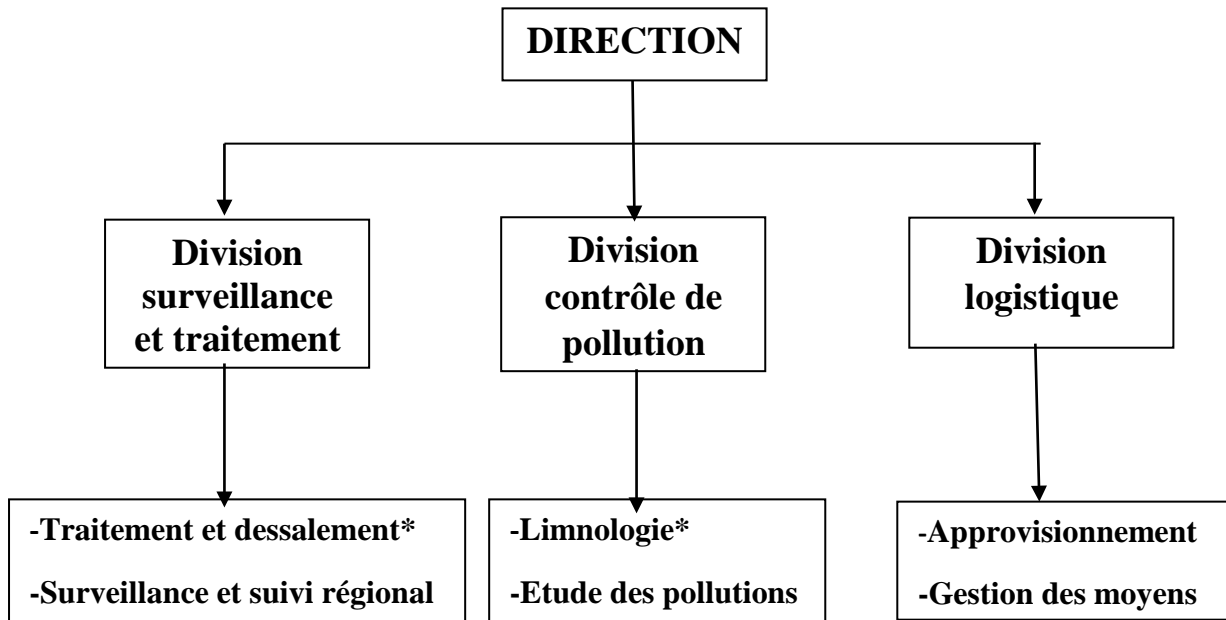 DIRECTION
Division
surveillance
et traitement
Division
contrôle de
pollution
Division
logistique
-Traitement et dessalement*
-Surveillance et suivi régional
-Limnologie*
-Etude des pollutions
-Approvisionnement
-Gestion des moyens